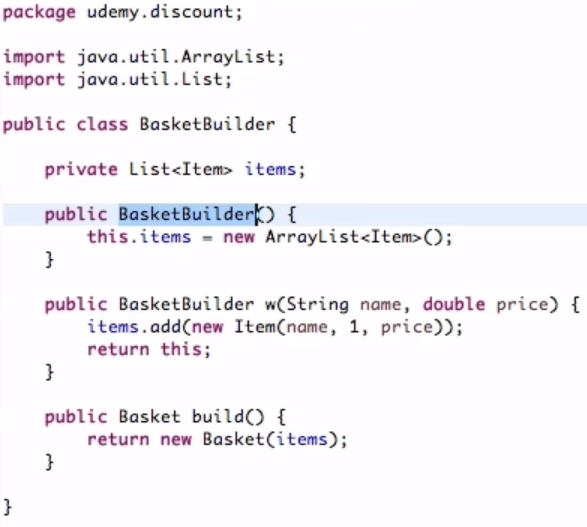 package udemy.discount;
import java.util.ArrayList;
import java.util.List;
public class BasketBuilder {
private List<Item> items;
public BasketBuilder() {
this.items = new ArrayList<Item>();
}
public BasketBuilder w(String name, double price) {
items.add(new Item(name, 1, price));
return this;
}
public Basket build() {
return new Basket(items);
}
}